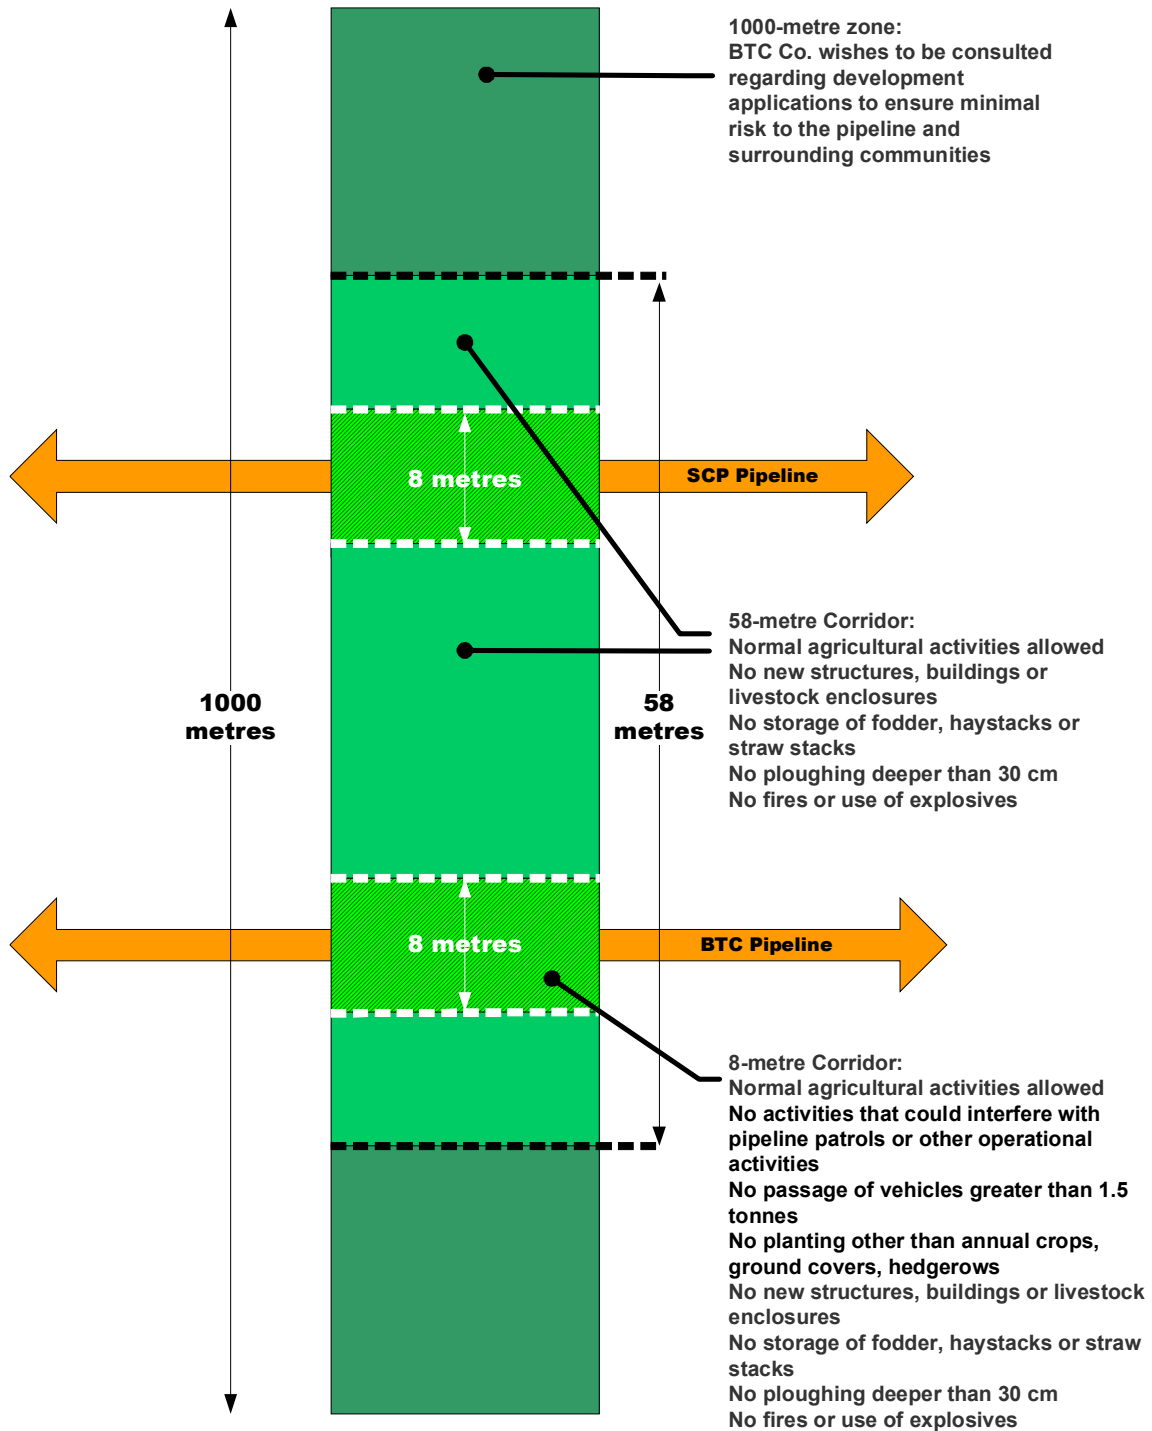 1000-metre zone:
BTC Co. wishes to be consulted
regarding development
applications to ensure minimal
risk to the pipeline and
surrounding communities
8 metres
SCP Pipeline
58-metre Corridor:
Normal agricultural activities allowed
No new structures, buildings or
livestock enclosures
No storage of fodder, haystacks or
straw stacks
No ploughing deeper than 30 cm
No fires or use of explosives
1000
metres
58
metres
8 metres
BTC Pipeline
8-metre Corridor:
Normal agricultural activities allowed
No activities that could interfere with
pipeline patrols or other operational
activities
No passage of vehicles greater than 1.5
tonnes
No planting other than annual crops,
ground covers, hedgerows
No new structures, buildings or livestock
enclosures
No storage of fodder, haystacks or straw
stacks
No ploughing deeper than 30 cm
No fires or use of explosives